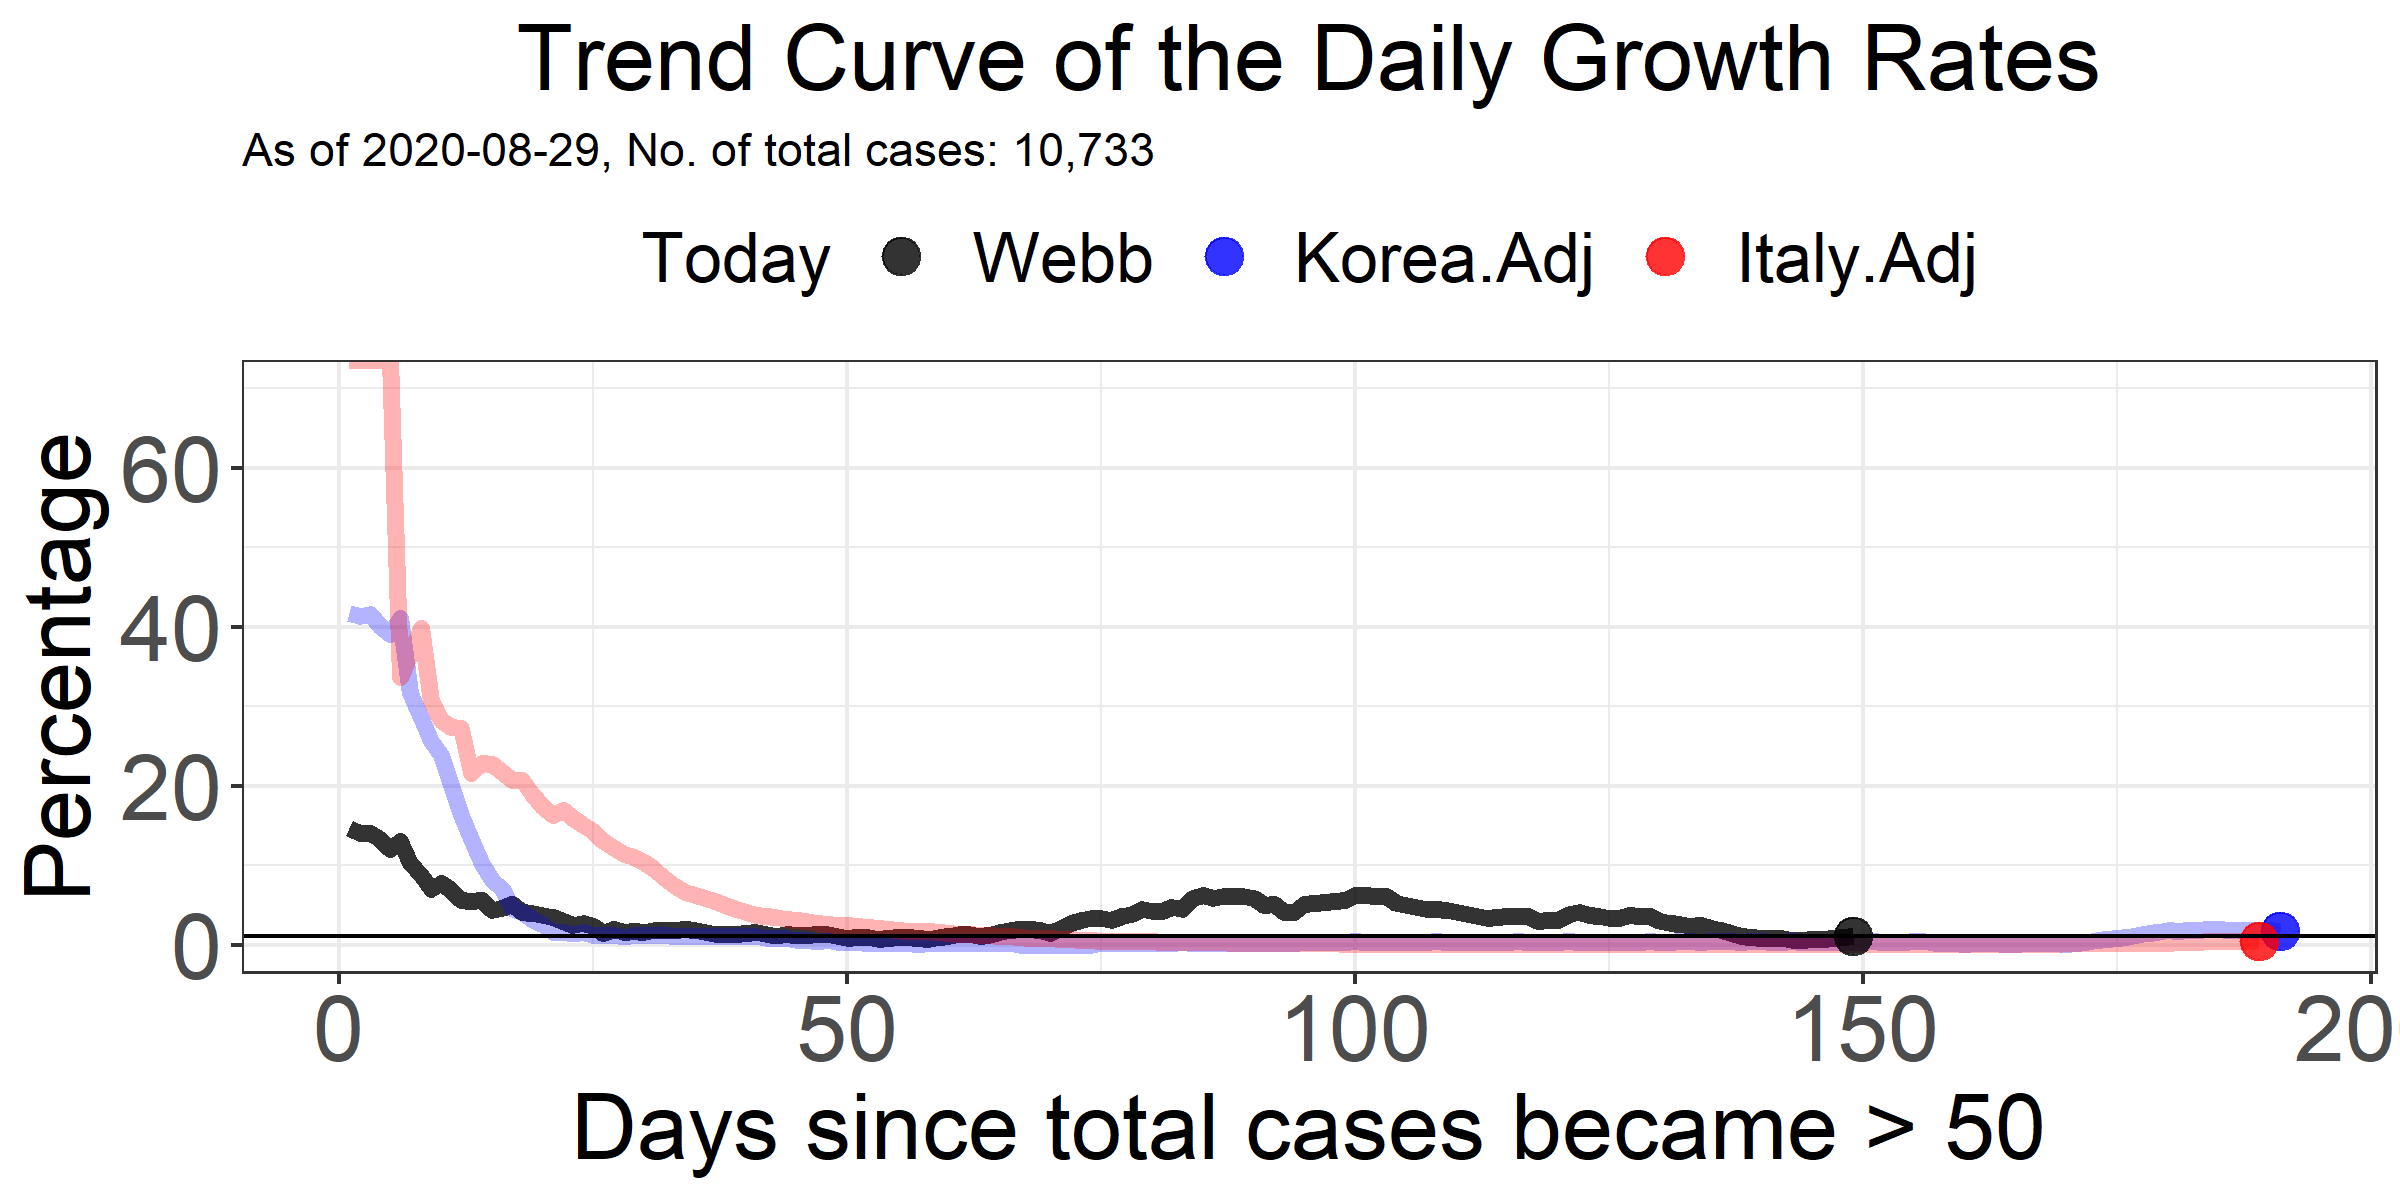 Trend Curve of the Daily Growth Rates
As of 2020-08-29, No. of total cases: 10,733
Today Webb Korea.Adj Italy.Adj
Percentage
60
40
20
0
0 50 100 150 20
Days since total cases became > 50